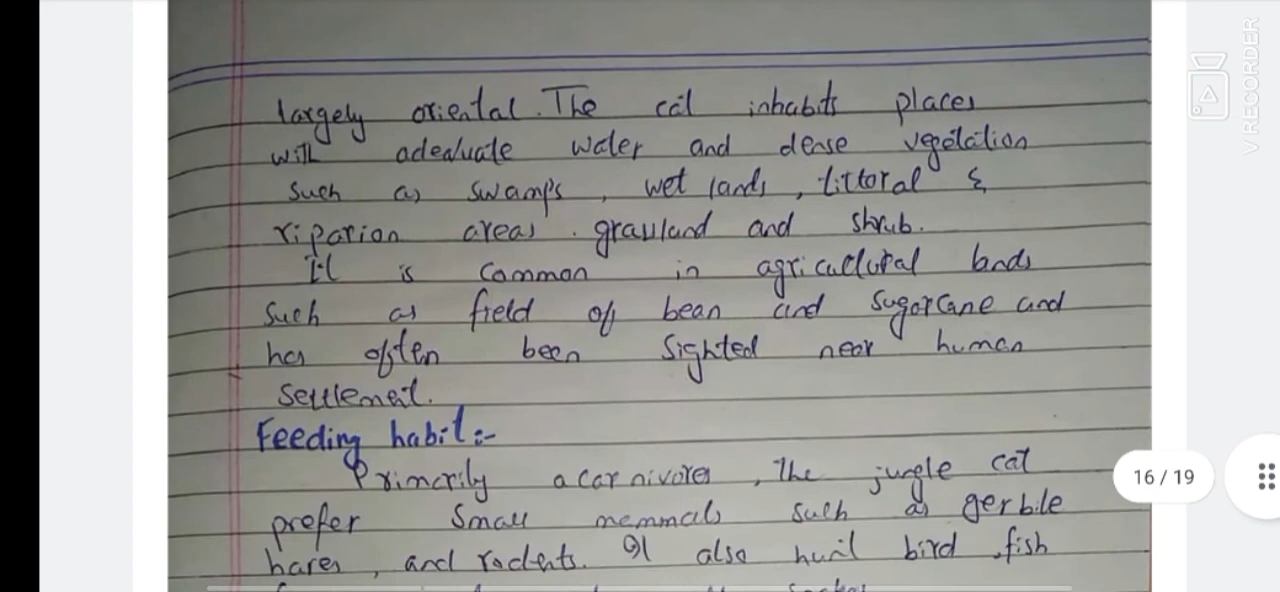 largely oriental. The cat inhabits places
with adealuate water and dense vegetation
such as swamps, wet lands, littoral &
riparion areas. grassland and shrub.
It is common in agricultural lands
such as field of bean and sugarcane and
has often been sighted near human
settlement.
Feeding habit:-
Primarily a carnivores, The jungle cat
prefer small memmals such as gerbile
hares, and rodents. It also hunt bird, fish
16 / 19
V RECORDER